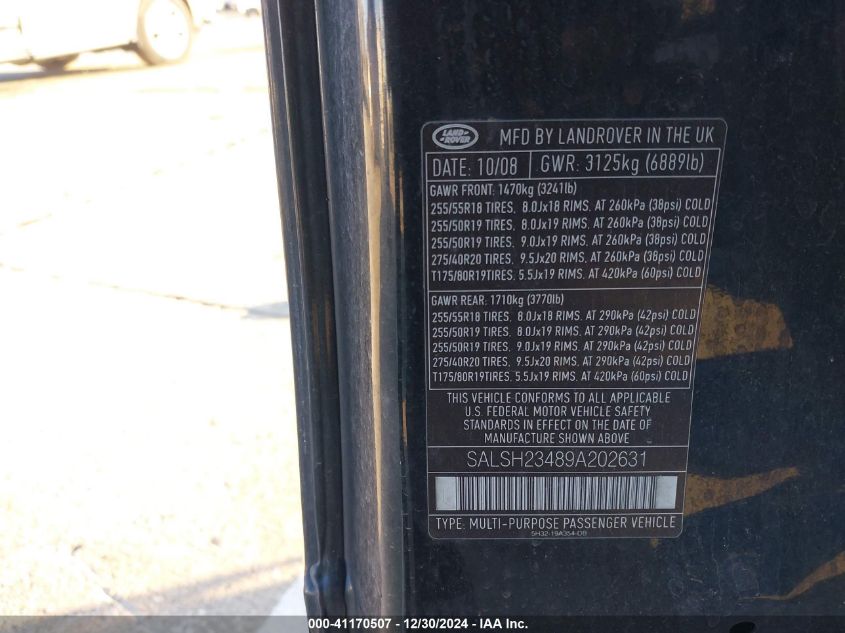 LAND
ROVER
MFD BY LANDROVER IN THE UK
DATE: 10/08 GWR: 3125kg (6889lb)
GAWR FRONT: 1470kg (3241lb)
255/55R18 TIRES, 8.0Jx18 RIMS, AT 260kPa (38psi) COLD
255/50R19 TIRES, 8.0Jx19 RIMS, AT 260kPa (38psi) COLD
255/50R19 TIRES, 9.0Jx19 RIMS, AT 260kPa (38psi) COLD
275/40R20 TIRES, 9.5Jx20 RIMS, AT 260kPa (38psi) COLD
T175/80R19TIRES, 5.5Jx19 RIMS, AT 420kPa (60psi) COLD
GAWR REAR: 1710kg (3770lb)
255/55R18 TIRES, 8.0Jx18 RIMS, AT 290kPa (42psi) COLD
255/50R19 TIRES, 8.0Jx19 RIMS, AT 290kPa (42psi) COLD
255/50R19 TIRES, 9.0Jx19 RIMS, AT 290kPa (42psi) COLD
275/40R20 TIRES, 9.5Jx20 RIMS, AT 290kPa (42psi) COLD
T175/80R19TIRES, 5.5Jx19 RIMS, AT 420kPa (60psi) COLD
THIS VEHICLE CONFORMS TO ALL APPLICABLE
U.S. FEDERAL MOTOR VEHICLE SAFETY
STANDARDS IN EFFECT ON THE DATE OF
MANUFACTURE SHOWN ABOVE
SALSH23489A202631
TYPE: MULTI-PURPOSE PASSENGER VEHICLE
5H32-19A354-DB
000-41170507 - 12/30/2024 - IAA Inc.